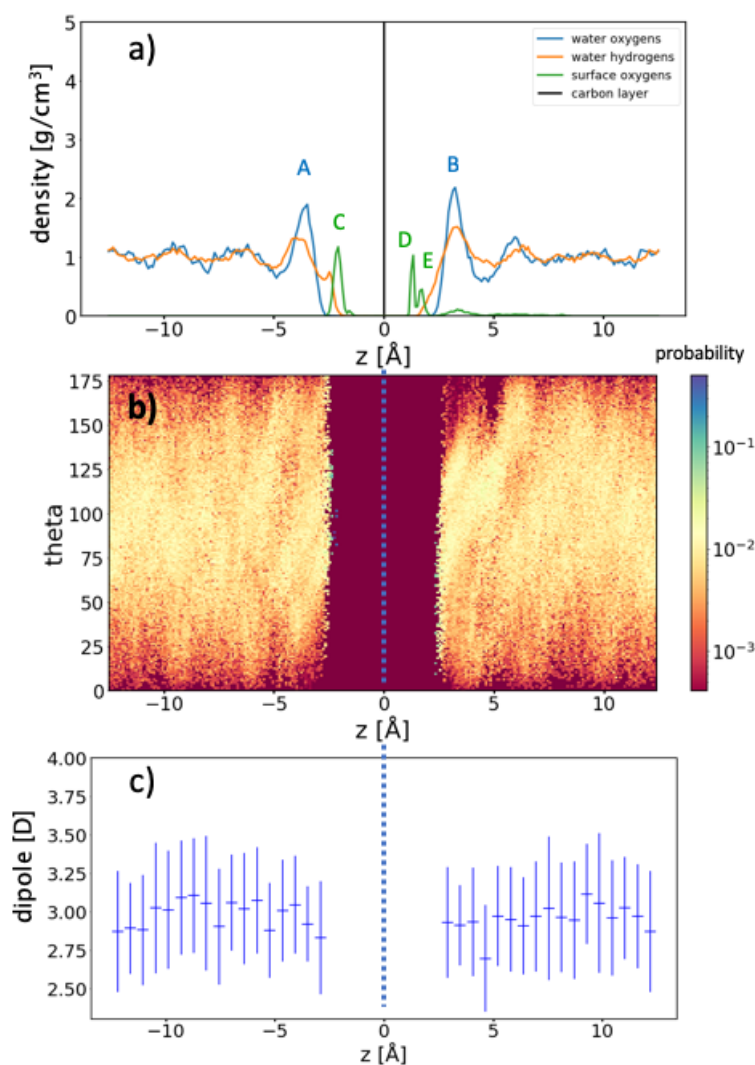 a)
5
4
3
2
1
0
density [g/cm³]
water oxygens
water hydrogens
surface oxygens
carbon layer
A
B
C
D
E
−10 −5 0 5 10
z [Å]
probability
b)
175
150
125
100
75
50
25
0
theta
10⁻¹
10⁻²
10⁻³
−10 −5 0 5 10
z [Å]
c)
4.00
3.75
3.50
3.25
3.00
2.75
2.50
dipole [D]
−10 −5 0 5 10
z [Å]